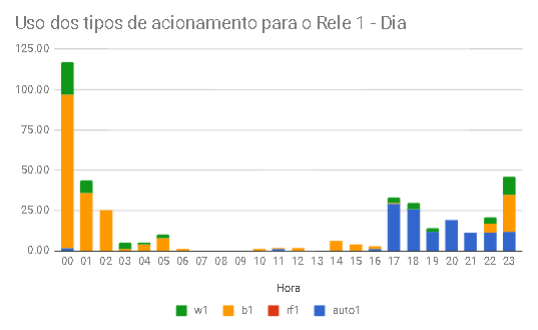 Uso dos tipos de acionamento para o Rele 1 - Dia
125.00
100.00
75.00
50.00
25.00
0.00
00 01 02 03 04 05 06 07 08 09 10 11 12 13 14 15 16 17 18 19 20 21 22 23
Hora
w1 b1 rf1 auto1